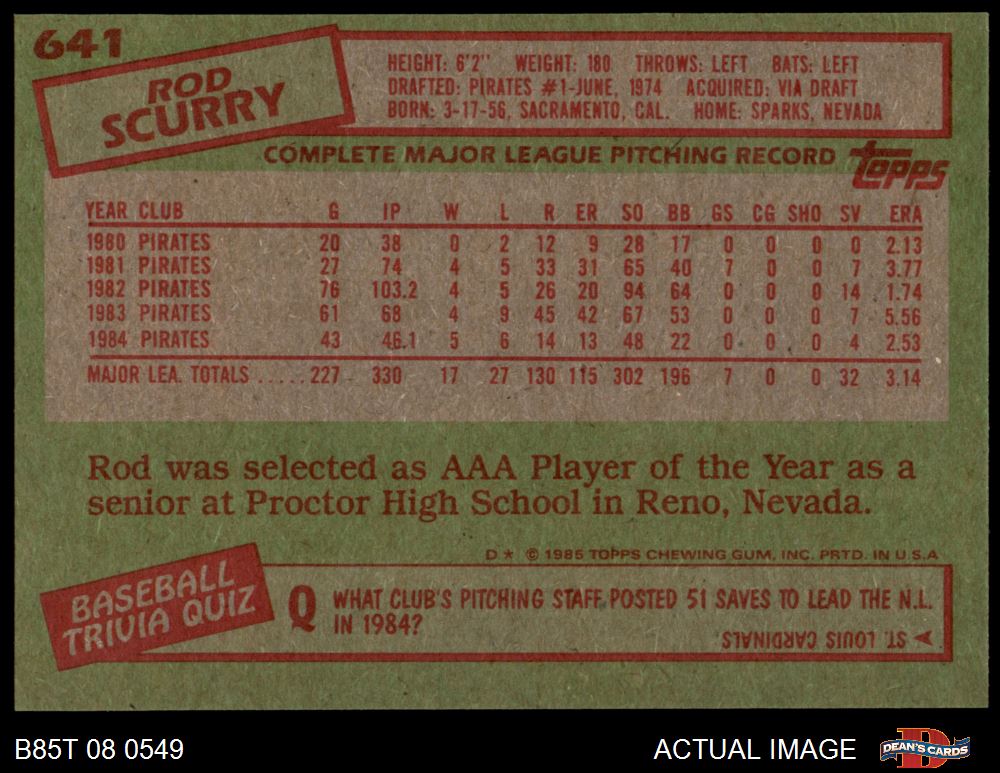 641
ROD
SCURRY
HEIGHT: 6'2" WEIGHT: 180 THROWS: LEFT BATS: LEFT
DRAFTED: PIRATES #1-JUNE, 1974 ACQUIRED: VIA DRAFT
BORN: 3-17-56, SACRAMENTO, CAL. HOME: SPARKS, NEVADA
COMPLETE MAJOR LEAGUE PITCHING RECORD
topps
YEAR CLUB G IP W L R ER SO BB GS CG SHO SV ERA
1980 PIRATES 20 38 0 2 12 9 28 17 0 0 0 0 2.13
1981 PIRATES 27 74 4 5 33 31 65 40 7 0 0 7 3.77
1982 PIRATES 76 103.2 4 5 26 20 94 64 0 0 0 14 1.74
1983 PIRATES 61 68 4 9 45 42 67 53 0 0 0 7 5.56
1984 PIRATES 43 46.1 5 6 14 13 48 22 0 0 0 4 2.53
MAJOR LEA. TOTALS .....227 330 17 27 130 115 302 196 7 0 0 32 3.14
Rod was selected as AAA Player of the Year as a
senior at Proctor High School in Reno, Nevada.
D * © 1985 TOPPS CHEWING GUM, INC. PRTD. IN U.S.A
BASEBALL
TRIVIA QUIZ
Q WHAT CLUB'S PITCHING STAFF POSTED 51 SAVES TO LEAD THE N.L.
IN 1984?
ST. LOUIS CARDINALS.
B85T 08 0549
ACTUAL IMAGE
D
DEAN'S CARDS